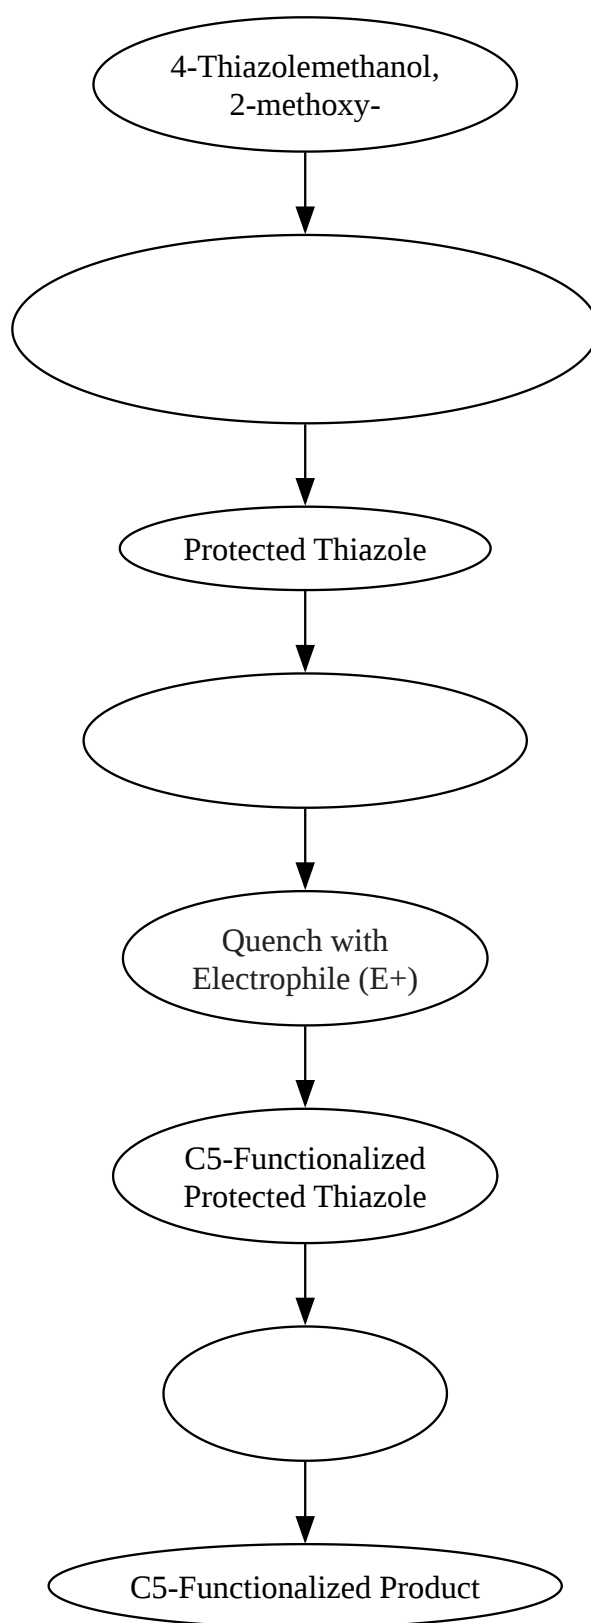 4-Thiazolemethanol,
2-methoxy-
Protected Thiazole
Quench with
Electrophile (E+)
C5-Functionalized
Protected Thiazole
C5-Functionalized Product